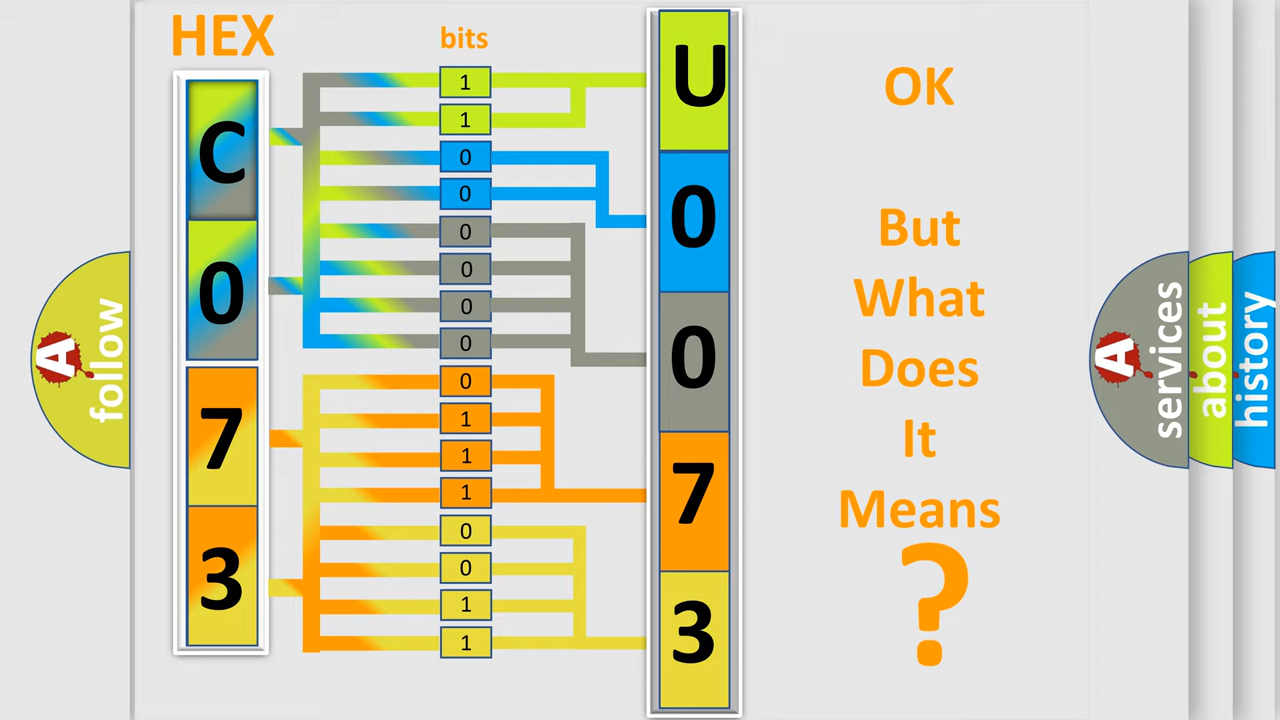 HEX
bits
C
0
7
3
1
1
0
0
0
0
0
0
0
1
1
1
0
0
1
1
U
0
0
7
3
OK
But
What
Does
It
Means
?
A
follow
A
services
about
history